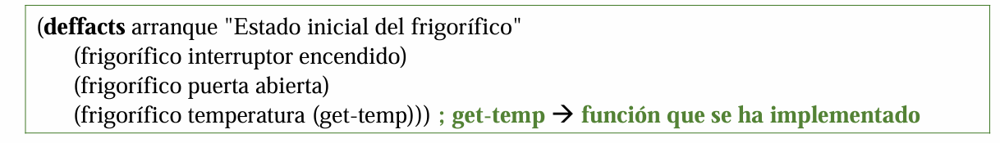 (deffacts arranque "Estado inicial del frigorífico"
(frigorífico interruptor encendido)
(frigorífico puerta abierta)
(frigorífico temperatura (get-temp))) ; get-temp → función que se ha implementado